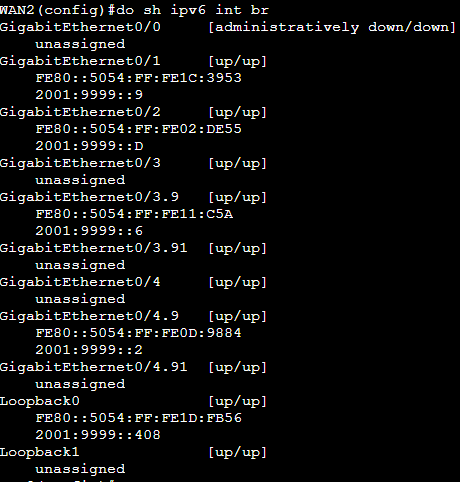 WAN2(config)#do sh ipv6 int br
GigabitEthernet0/0 [administratively down/down]
unassigned
GigabitEthernet0/1 [up/up]
FE80::5054:FF:FE1C:3953
2001:9999::9
GigabitEthernet0/2 [up/up]
FE80::5054:FF:FE02:DE55
2001:9999::D
GigabitEthernet0/3 [up/up]
unassigned
GigabitEthernet0/3.9 [up/up]
FE80::5054:FF:FE11:C5A
2001:9999::6
GigabitEthernet0/3.91 [up/up]
unassigned
GigabitEthernet0/4 [up/up]
unassigned
GigabitEthernet0/4.9 [up/up]
FE80::5054:FF:FE0D:9884
2001:9999::2
GigabitEthernet0/4.91 [up/up]
unassigned
Loopback0 [up/up]
FE80::5054:FF:FE1D:FB56
2001:9999::408
Loopback1 [up/up]
unassigned